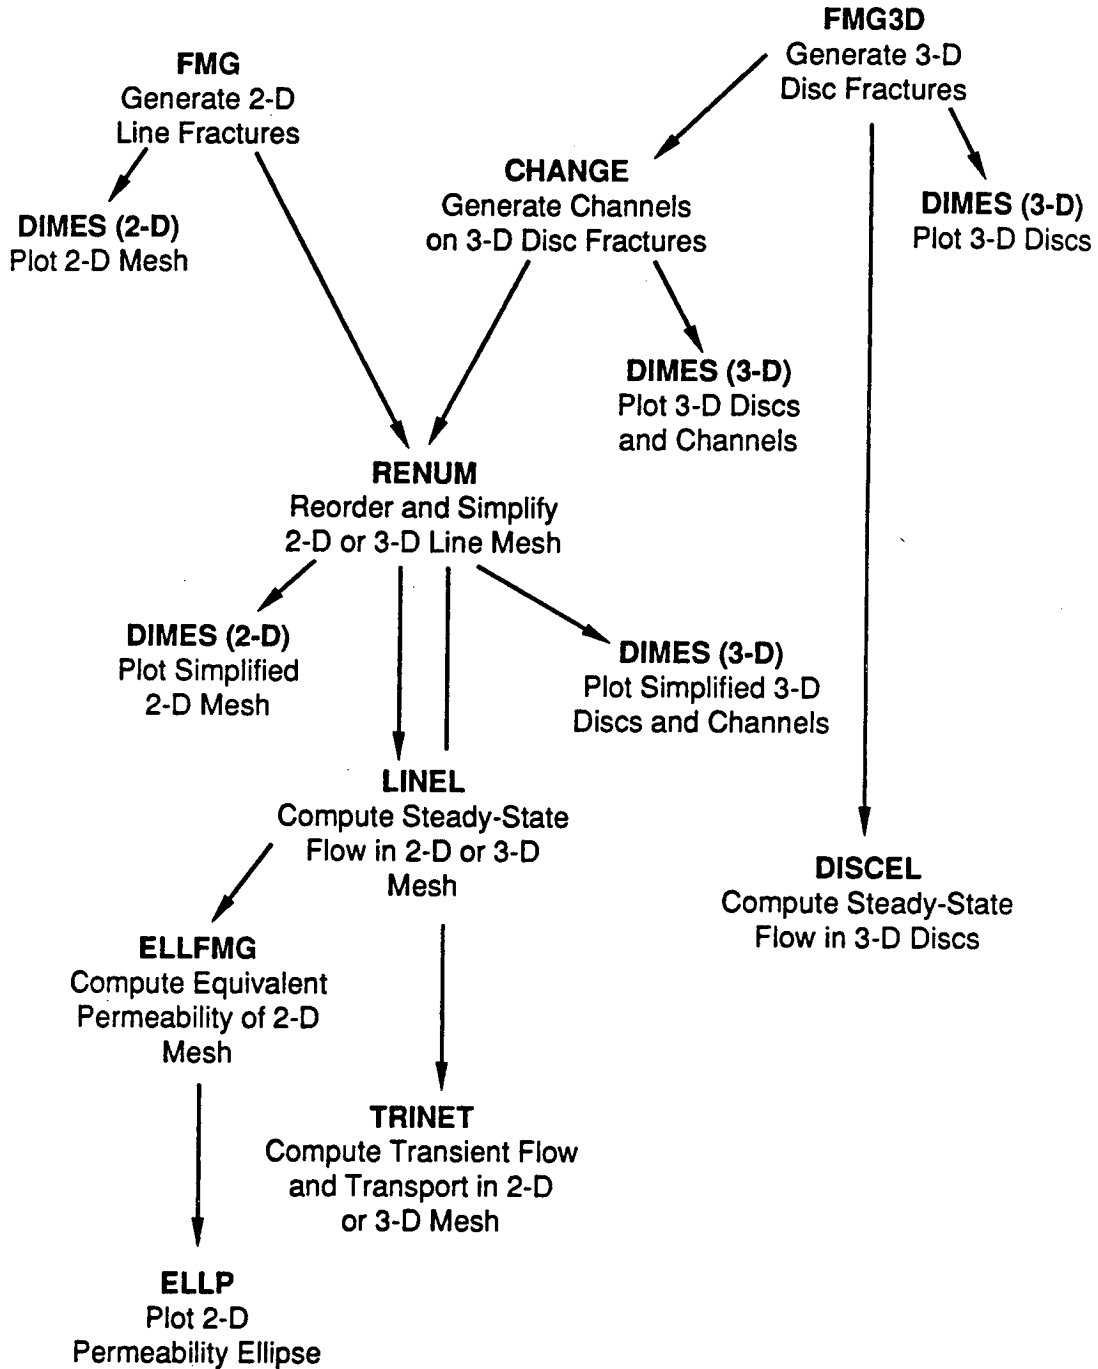 FMG3D
Generate 3-D
Disc Fractures
FMG
Generate 2-D
Line Fractures
CHANGE
Generate Channels
on 3-D Disc Fractures
DIMES (2-D)
Plot 2-D Mesh
DIMES (3-D)
Plot 3-D Discs
DIMES (3-D)
Plot 3-D Discs
and Channels
RENUM
Reorder and Simplify
2-D or 3-D Line Mesh
DIMES (2-D)
Plot Simplified
2-D Mesh
DIMES (3-D)
Plot Simplified 3-D
Discs and Channels
LINEL
Compute Steady-State
Flow in 2-D or 3-D
Mesh
DISCEL
Compute Steady-State
Flow in 3-D Discs
ELLFMG
Compute Equivalent
Permeability of 2-D
Mesh
TRINET
Compute Transient Flow
and Transport in 2-D
or 3-D Mesh
ELLP
Plot 2-D
Permeability Ellipse